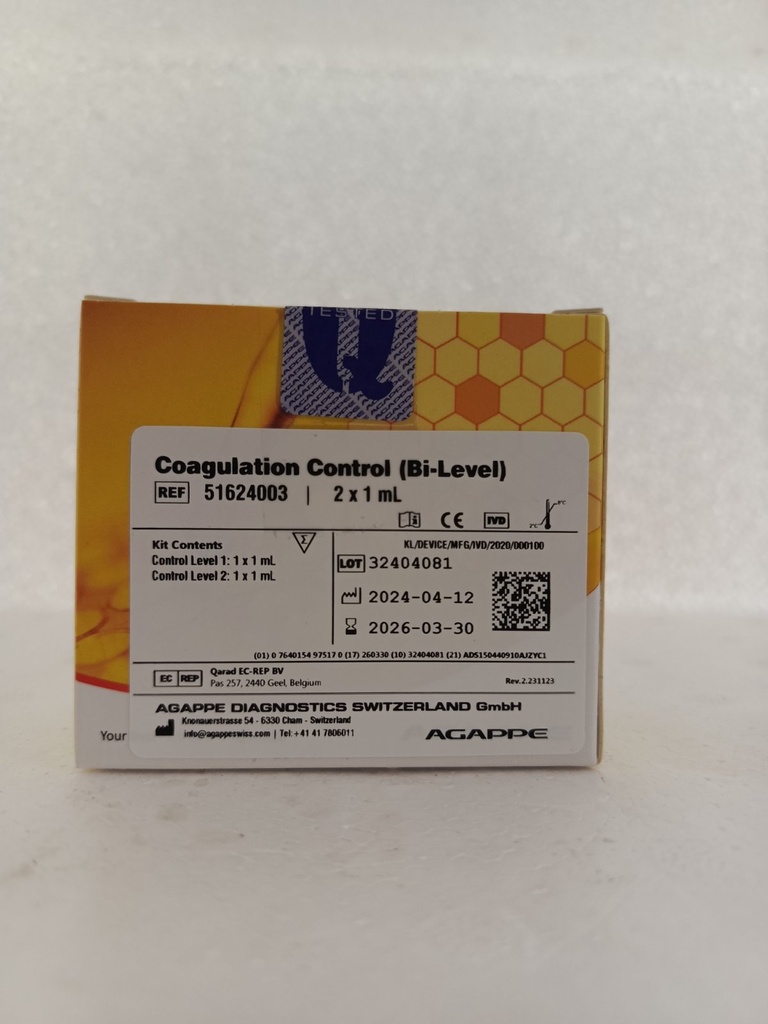 TESTED
Coagulation Control (Bi-Level)
REF 51624003 | 2 x 1 mL
CE IVD 2°C 8°C
KL/DEVICE/MFG/IVD/2020/000100
Kit Contents
Σ
Control Level 1: 1 x 1 mL
Control Level 2: 1 x 1 mL
LOT 32404081
2024-04-12
2026-03-30
(01) 0 7640154 97517 0 (17) 260330 (10) 32404081 (21) ADS150440910AJZYC1
EC REP Qarad EC-REP BV
Pas 257, 2440 Geel, Belgium
Rev.2.231123
AGAPPE DIAGNOSTICS SWITZERLAND GmbH
Knonauerstrasse 54 - 6330 Cham - Switzerland
info@agappeswiss.com | Tel:+41 41 7806011
AGAPPE
Your